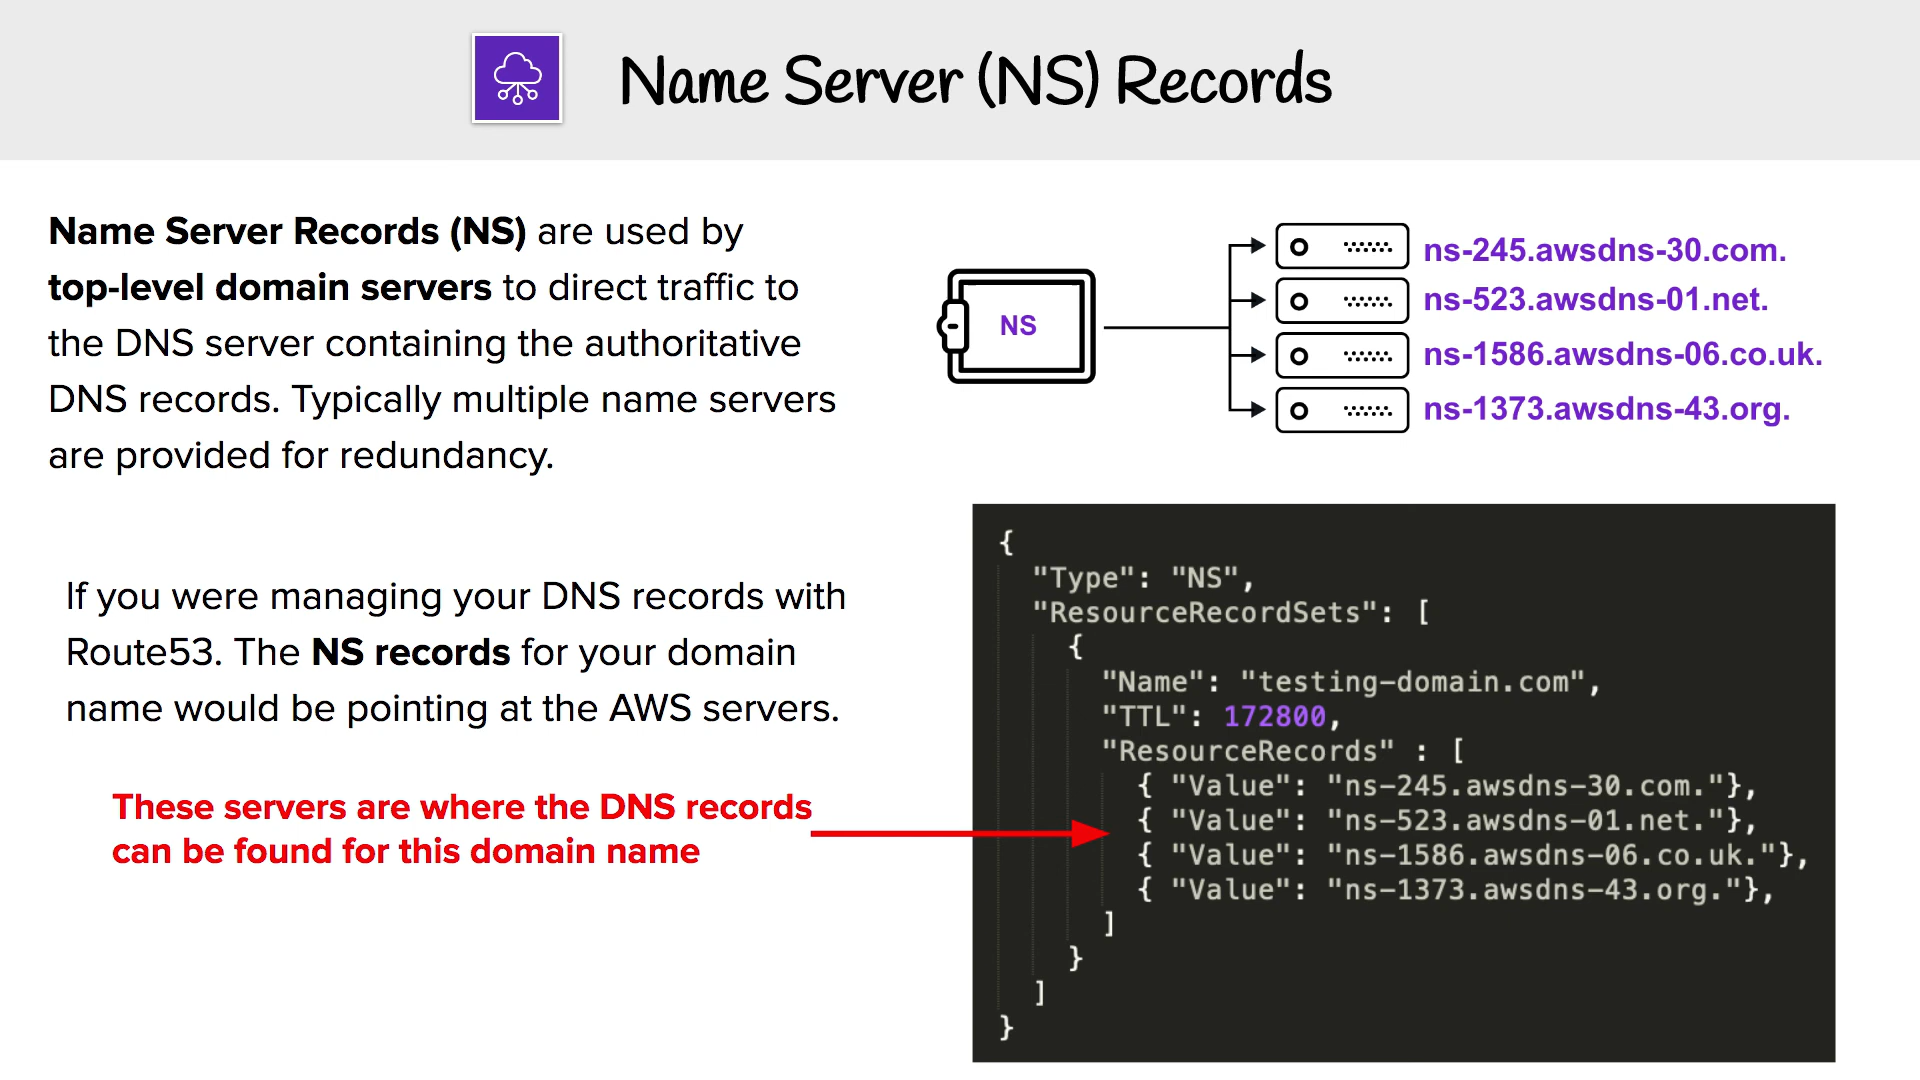 Name Server (NS) Records
Name Server Records (NS) are used by
top-level domain servers to direct traffic to
the DNS server containing the authoritative
DNS records. Typically multiple name servers
are provided for redundancy.
NS
ns-245.awsdns-30.com.
ns-523.awsdns-01.net.
ns-1586.awsdns-06.co.uk.
ns-1373.awsdns-43.org.
If you were managing your DNS records with
Route53. The NS records for your domain
name would be pointing at the AWS servers.
These servers are where the DNS records
can be found for this domain name
{
"Type": "NS",
"ResourceRecordSets": [
{
"Name": "testing-domain.com",
"TTL": 172800,
"ResourceRecords" : [
{ "Value": "ns-245.awsdns-30.com."},
{ "Value": "ns-523.awsdns-01.net."},
{ "Value": "ns-1586.awsdns-06.co.uk."},
{ "Value": "ns-1373.awsdns-43.org."},
]
}
]
}